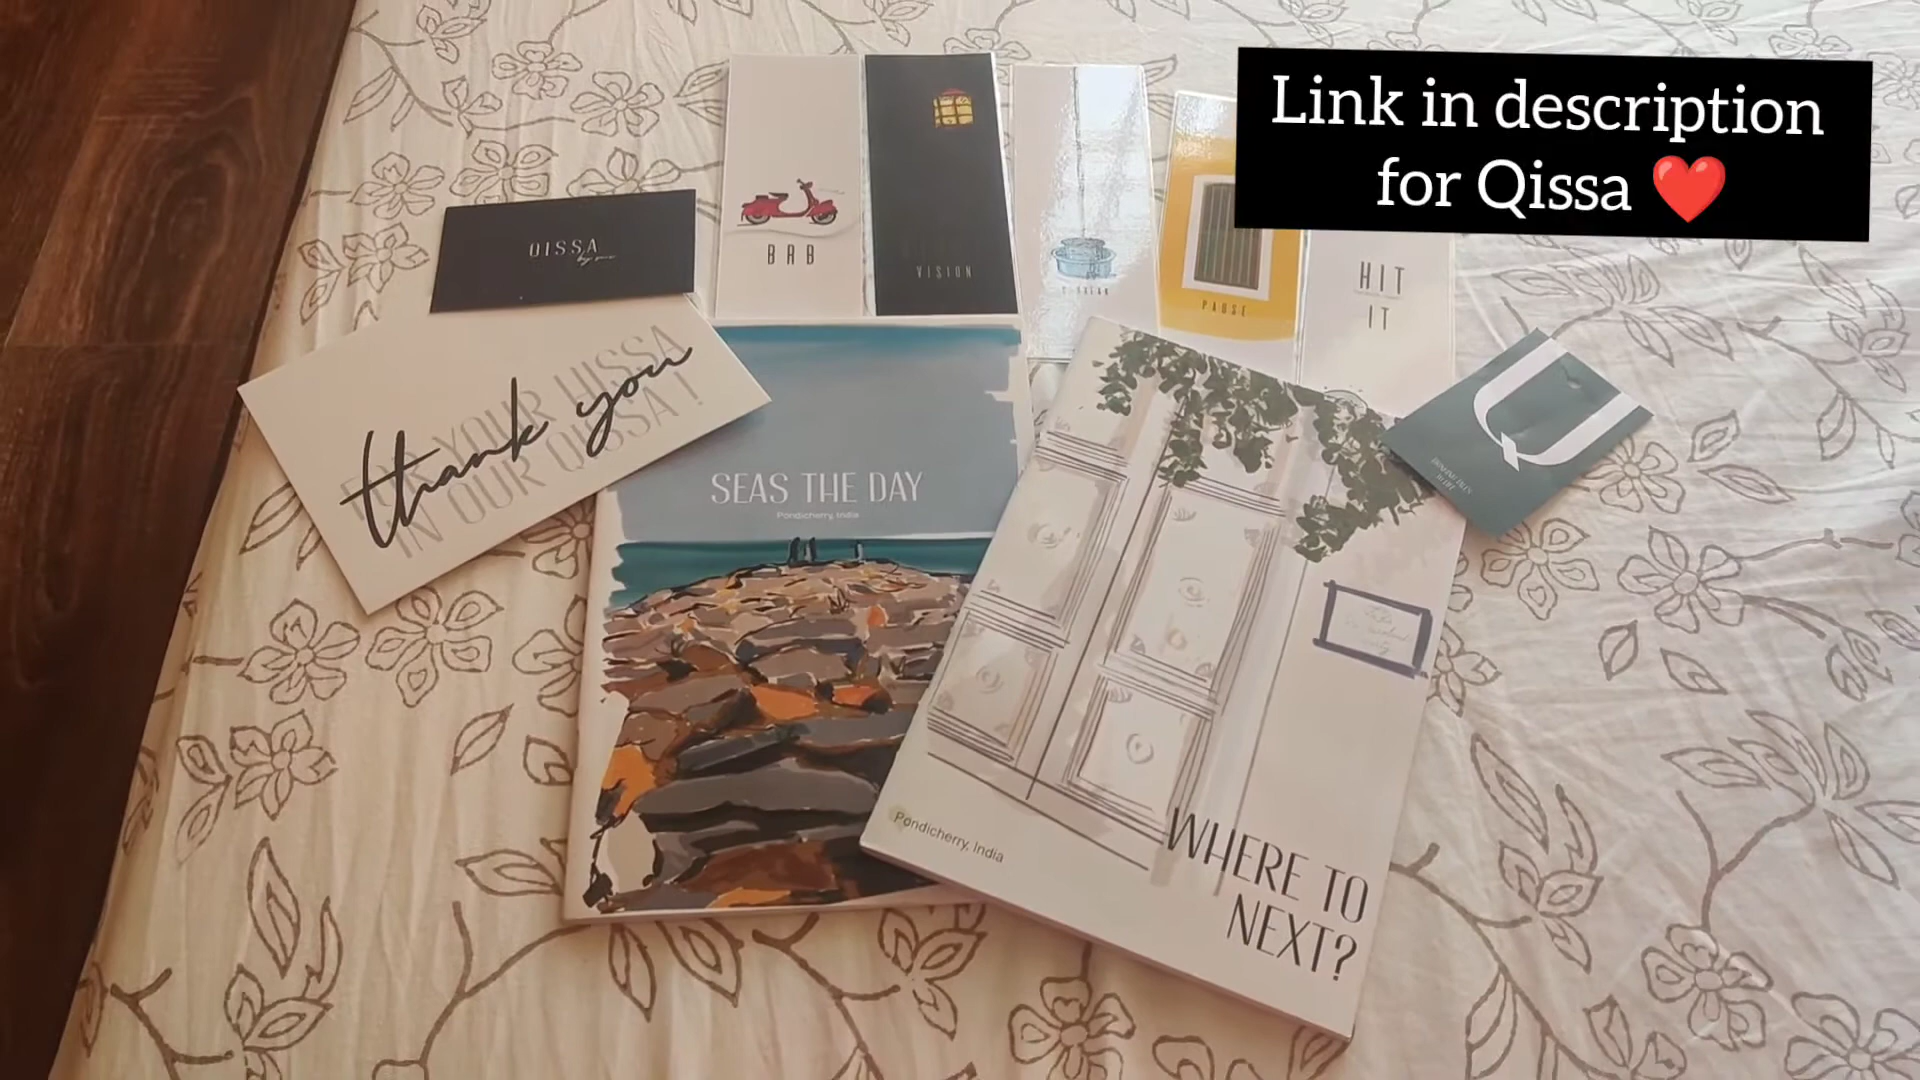 Link in description
for Qissa ❤️
QISSA
BRB
VISION
PAUSE
HIT
IT
thank you
FOR YOUR QISSA
IN OUR QISSA !
SEAS THE DAY
Pondicherry, India
Pondicherry, India
WHERE TO
NEXT?